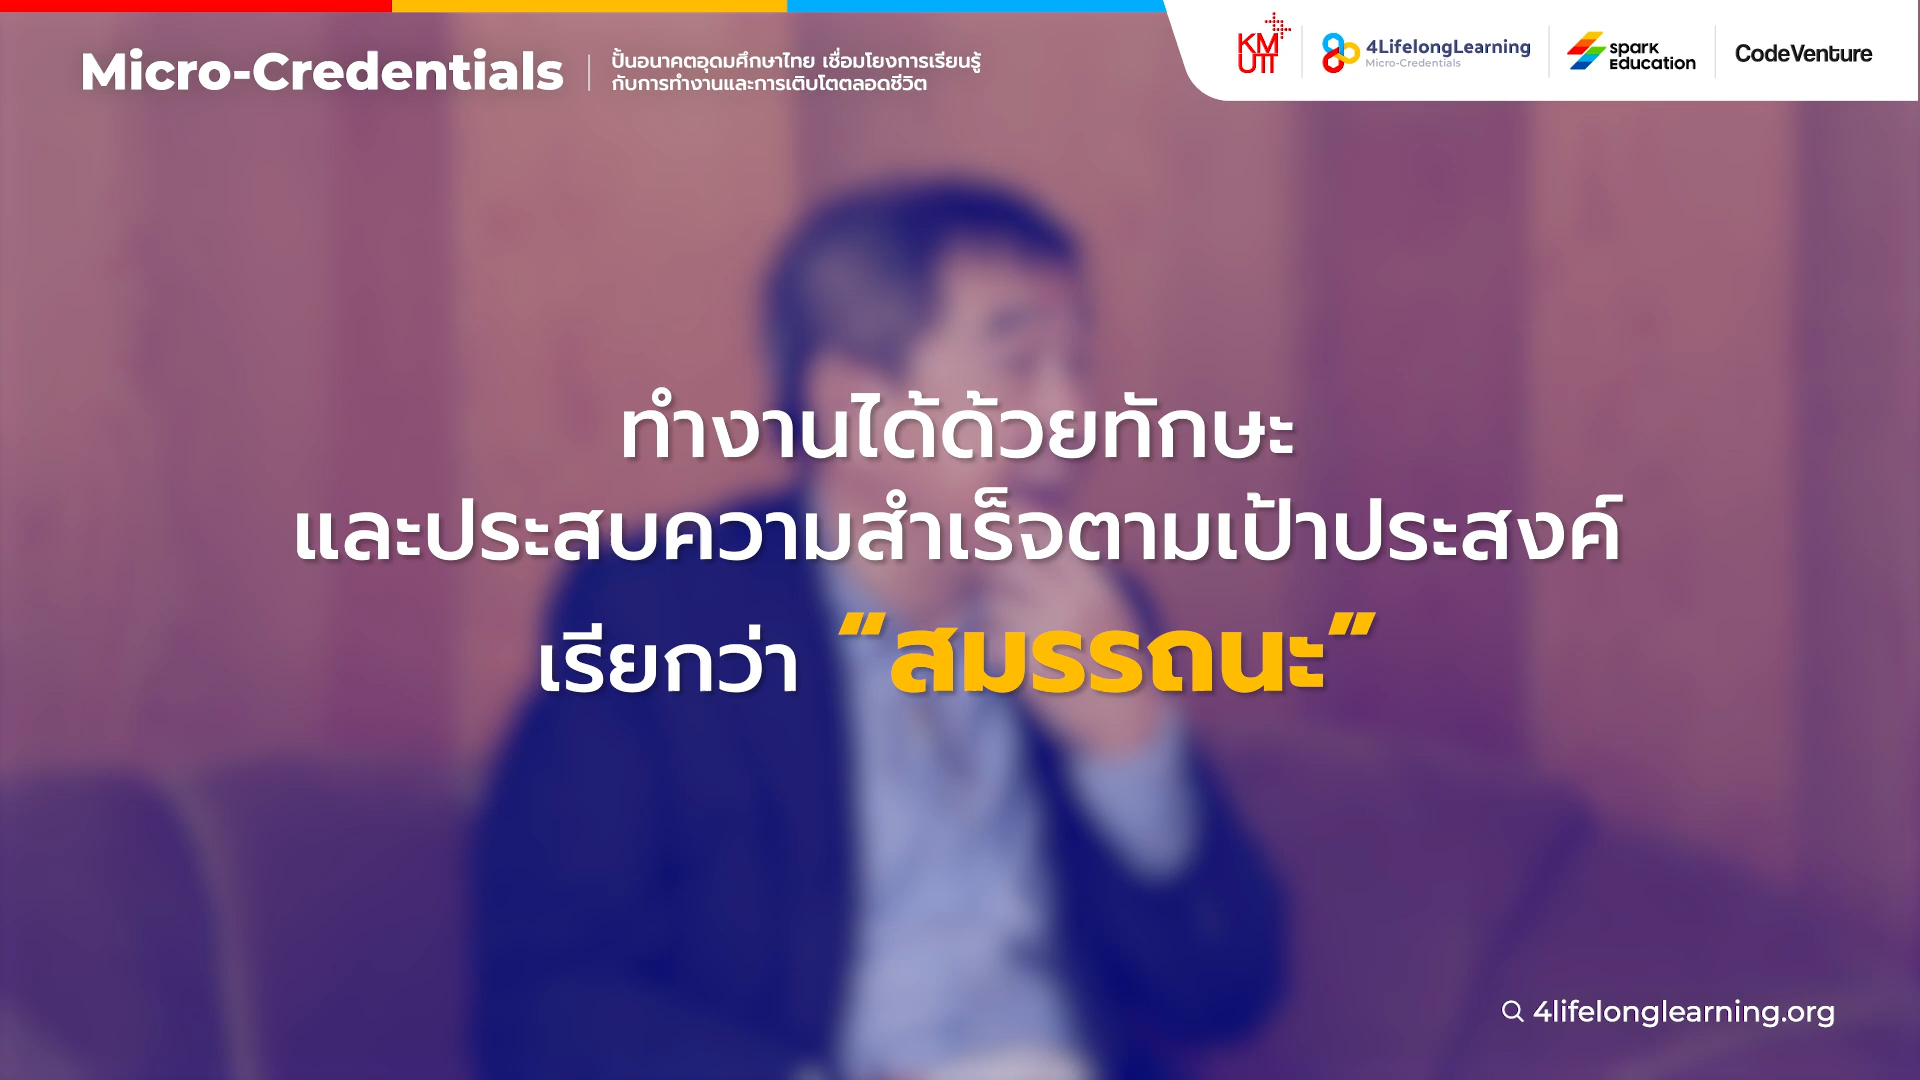 Micro-Credentials
ปั้นอนาคตอุดมศึกษาไทย เชื่อมโยงการเรียนรู้
กับการทำงานและการเติบโตตลอดชีวิต
KM
UTT
4LifelongLearning
Micro-Credentials
spark
Education
CodeVenture
ทำงานได้ด้วยทักษะ
และประสบความสำเร็จตามเป้าประสงค์
เรียกว่า “สมรรถนะ”
4lifelonglearning.org